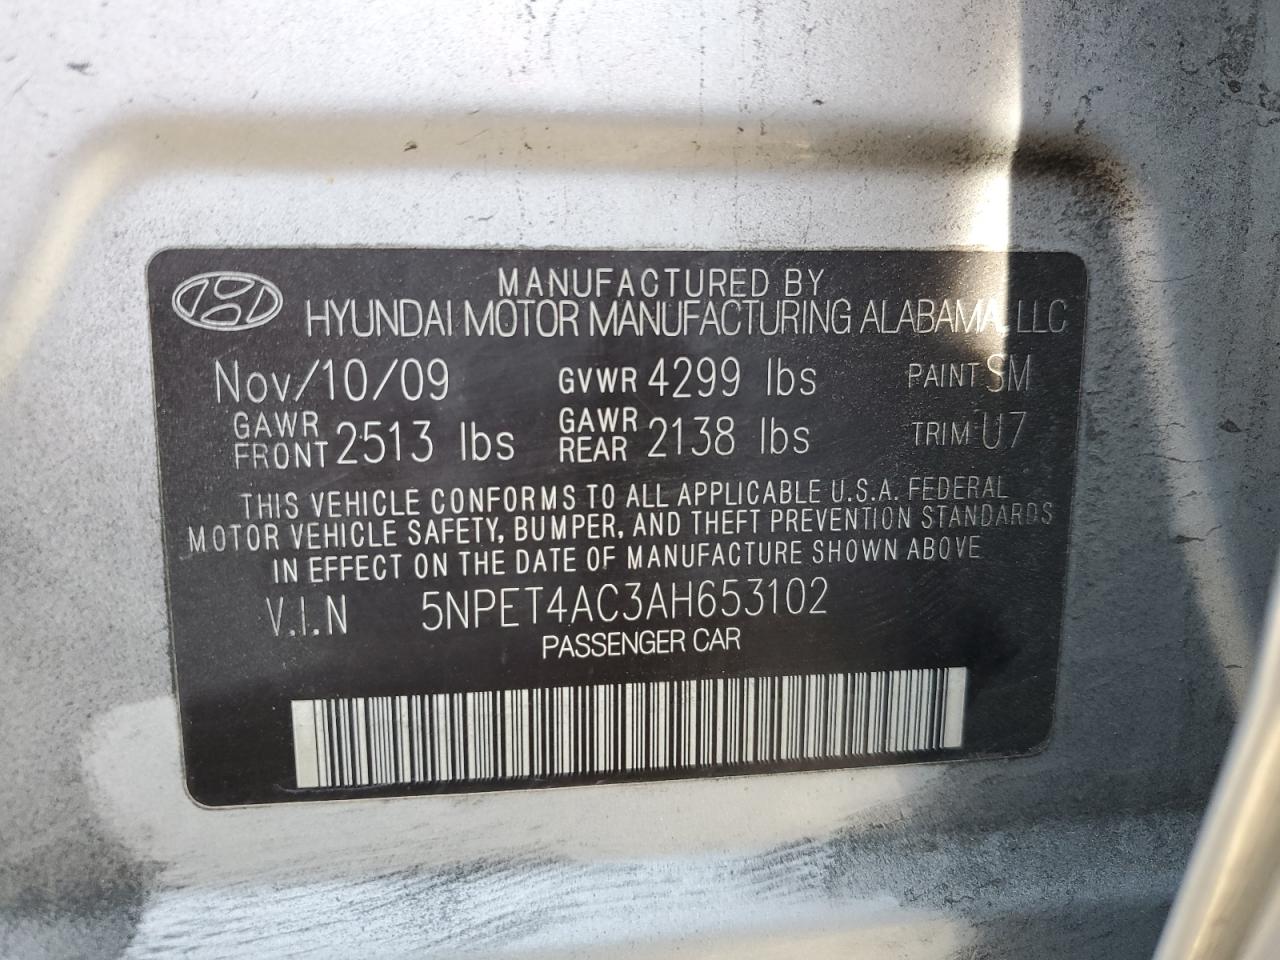 MANUFACTURED BY
HYUNDAI MOTOR MANUFACTURING ALABAMA, LLC
Nov/10/09 GVWR 4299 lbs PAINT SM
GAWR FRONT 2513 lbs GAWR REAR 2138 lbs TRIM U7
THIS VEHICLE CONFORMS TO ALL APPLICABLE U.S.A. FEDERAL
MOTOR VEHICLE SAFETY, BUMPER, AND THEFT PREVENTION STANDARDS
IN EFFECT ON THE DATE OF MANUFACTURE SHOWN ABOVE
V.I.N 5NPET4AC3AH653102
PASSENGER CAR